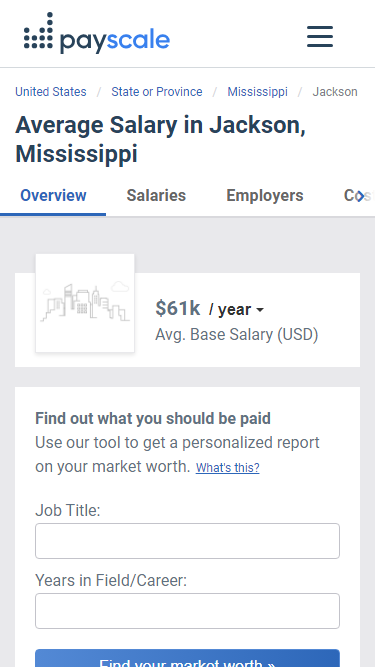 payscale
United States / State or Province / Mississippi / Jackson
Average Salary in Jackson,
Mississippi
Overview Salaries Employers Cos
$61k / year
Avg. Base Salary (USD)
Find out what you should be paid
Use our tool to get a personalized report
on your market worth. What's this?
Job Title:
Years in Field/Career:
Find your market worth »